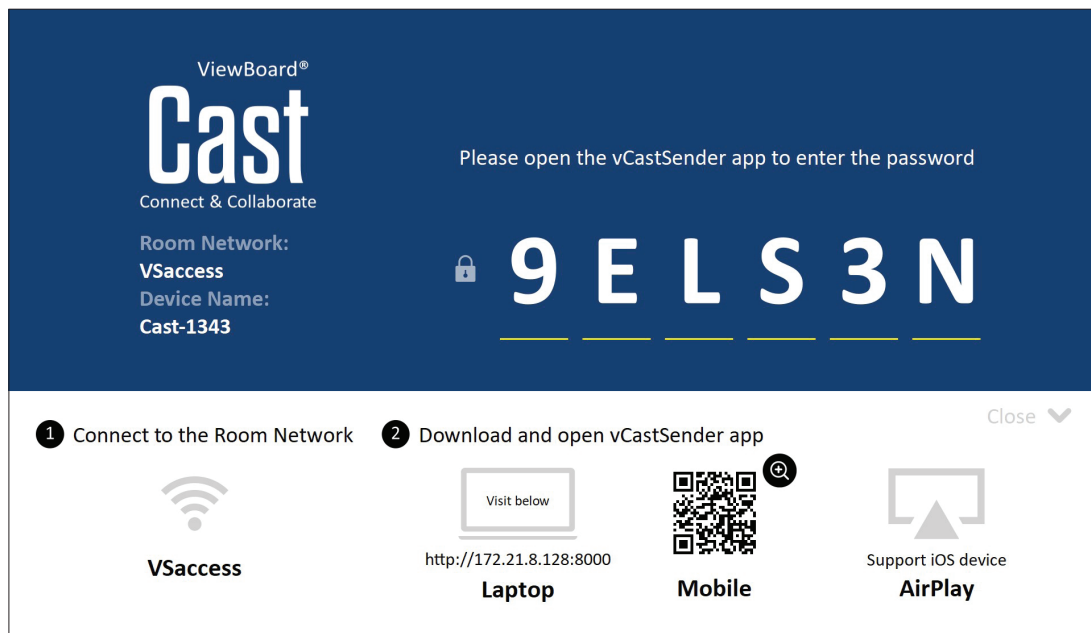 ViewBoard®
Cast
Connect & Collaborate
Room Network:
VSaccess
Device Name:
Cast-1343
Please open the vCastSender app to enter the password
9 E L S 3 N
Close
1 Connect to the Room Network
VSaccess
2 Download and open vCastSender app
Visit below
http://172.21.8.128:8000
Laptop
Mobile
Support iOS device
AirPlay